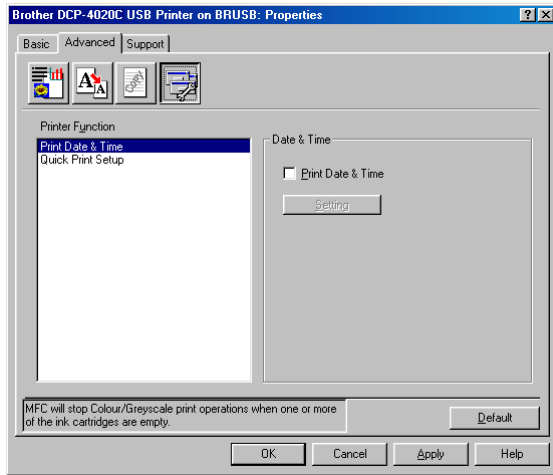 Brother DCP-4020C USB Printer on BRUSB: Properties
Basic Advanced Support
Printer Function
Print Date & Time
Quick Print Setup
Date & Time
Print Date & Time
Setting
MFC will stop Colour/Greyscale print operations when one or more
of the ink cartridges are empty.
Default
OK Cancel Apply Help